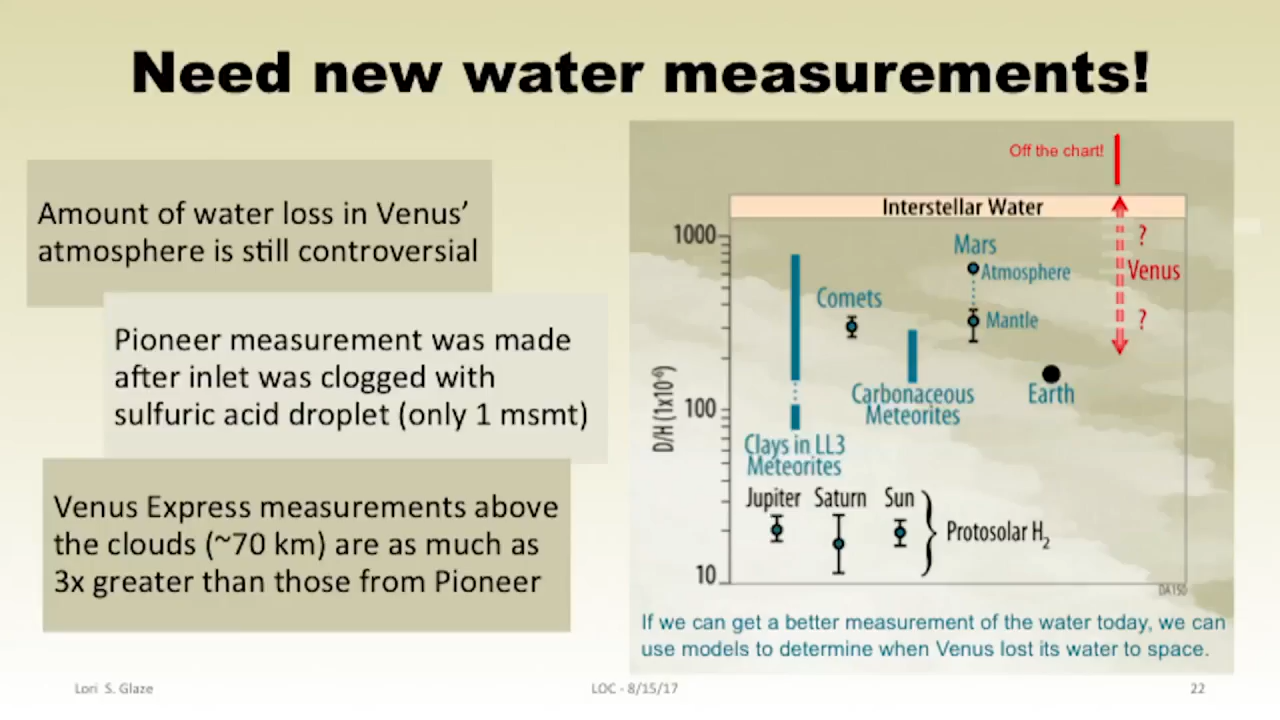 Need new water measurements!
Amount of water loss in Venus’
atmosphere is still controversial
Pioneer measurement was made
after inlet was clogged with
sulfuric acid droplet (only 1 msmt)
Venus Express measurements above
the clouds (~70 km) are as much as
3x greater than those from Pioneer
Off the chart!
Interstellar Water
1000
Mars
?
Atmosphere
Venus
Comets
Mantle
?
D/H (1x10⁻⁶)
100
Carbonaceous
Meteorites
Earth
Clays in LL3
Meteorites
Jupiter Saturn Sun
Protosolar H₂
10
DA150
If we can get a better measurement of the water today, we can
use models to determine when Venus lost its water to space.
Lori S. Glaze
LOC - 8/15/17
22